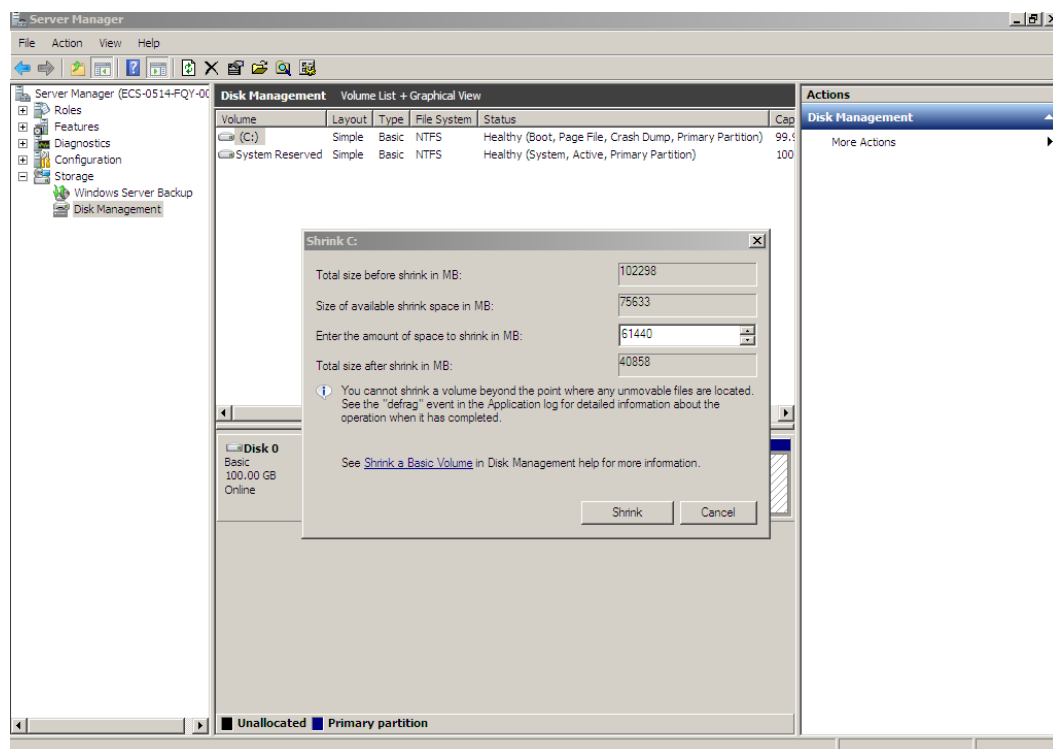 Server Manager
File Action View Help
Server Manager (ECS-0514-FQY-00
Roles
Features
Diagnostics
Configuration
Storage
Windows Server Backup
Disk Management
Disk Management Volume List + Graphical View
Volume Layout Type File System Status Cap
(C:) Simple Basic NTFS Healthy (Boot, Page File, Crash Dump, Primary Partition) 99.9
System Reserved Simple Basic NTFS Healthy (System, Active, Primary Partition) 100
Shrink C:
Total size before shrink in MB: 102298
Size of available shrink space in MB: 75633
Enter the amount of space to shrink in MB: 61440
Total size after shrink in MB: 40858
You cannot shrink a volume beyond the point where any unmovable files are located.
See the "defrag" event in the Application log for detailed information about the
operation when it has completed.
See Shrink a Basic Volume in Disk Management help for more information.
Shrink Cancel
Disk 0
Basic
100.00 GB
Online
Unallocated Primary partition
Actions
Disk Management
More Actions